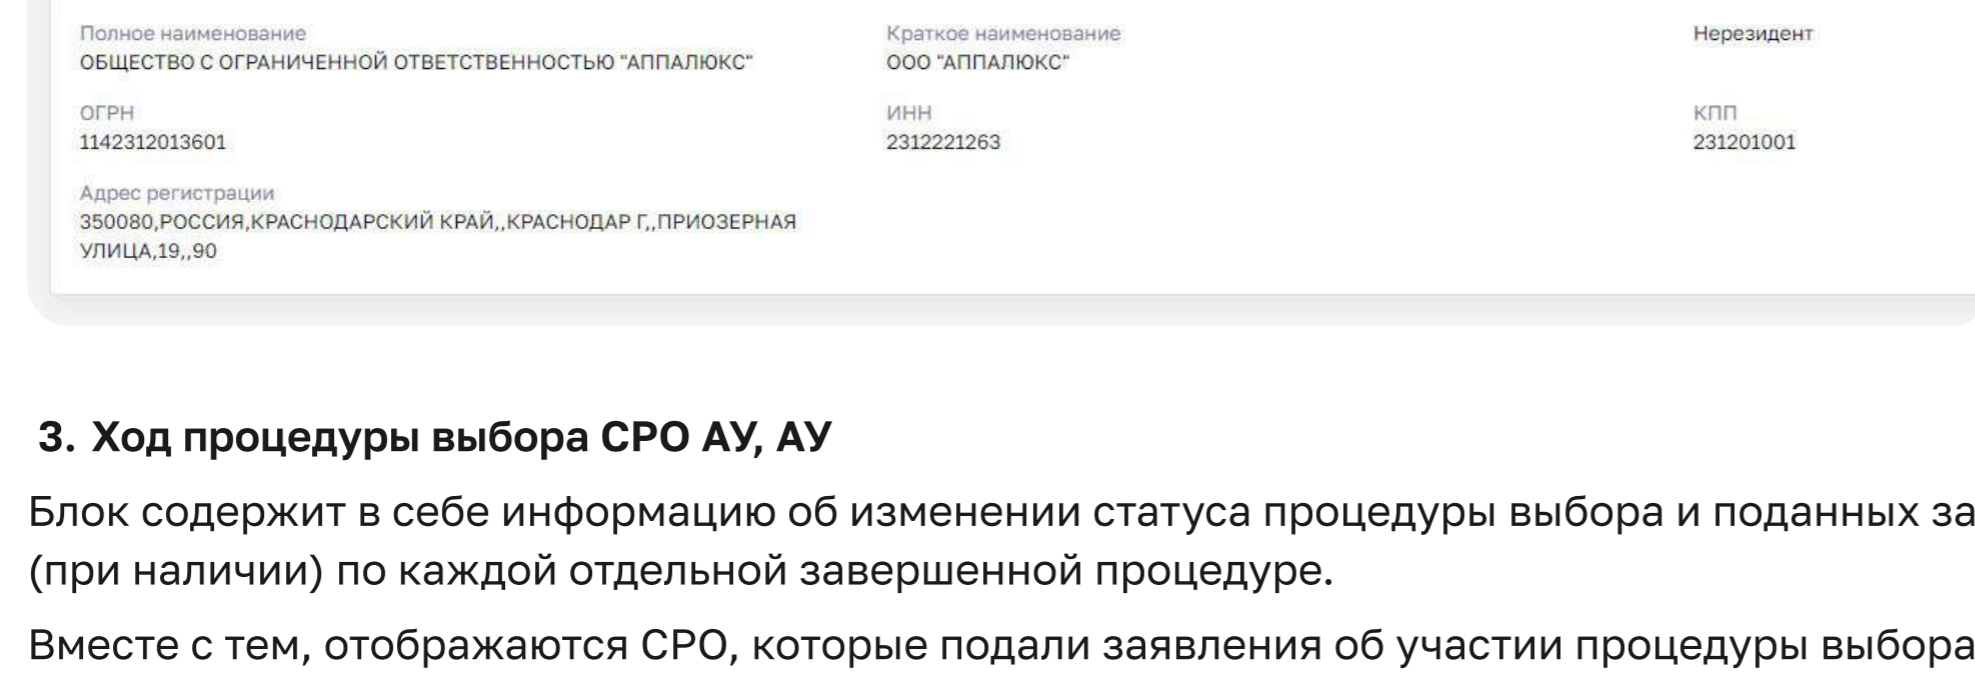 Полное наименование Краткое наименование Нерезидент
ОБЩЕСТВО С ОГРАНИЧЕННОЙ ОТВЕТСТВЕННОСТЬЮ "АППАЛЮКС" ООО "АППАЛЮКС"
ОГРН ИНН КПП
1142312013601 2312221263 231201001
Адрес регистрации
350080,РОССИЯ,КРАСНОДАРСКИЙ КРАЙ,,КРАСНОДАР Г,,ПРИОЗЕРНАЯ
УЛИЦА,19,,90
3. Ход процедуры выбора СРО АУ, АУ
Блок содержит в себе информацию об изменении статуса процедуры выбора и поданных за
(при наличии) по каждой отдельной завершенной процедуре.
Вместе с тем, отображаются СРО, которые подали заявления об участии процедуры выбора